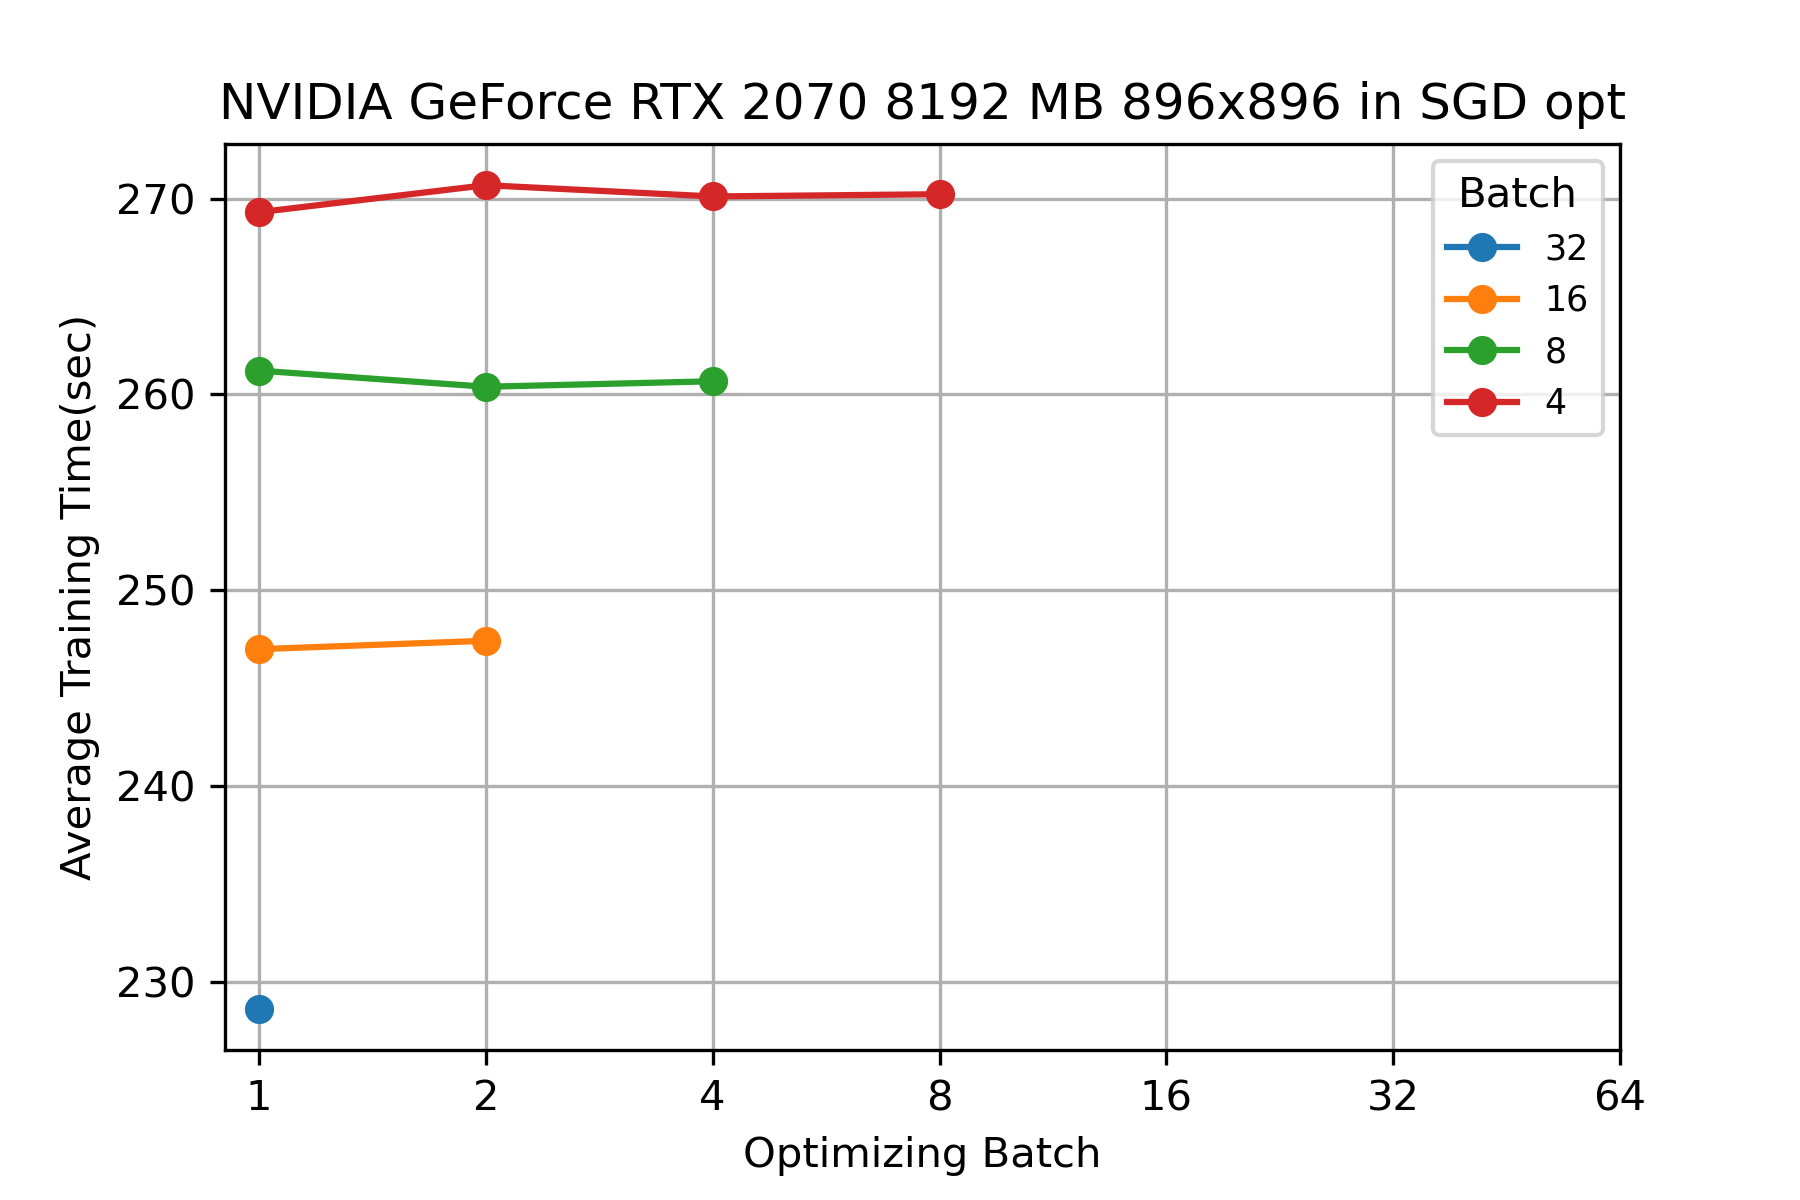 NVIDIA GeForce RTX 2070 8192 MB 896x896 in SGD opt
Average Training Time(sec)
270
260
250
240
230
Batch
32
16
8
4
1 2 4 8 16 32 64
Optimizing Batch